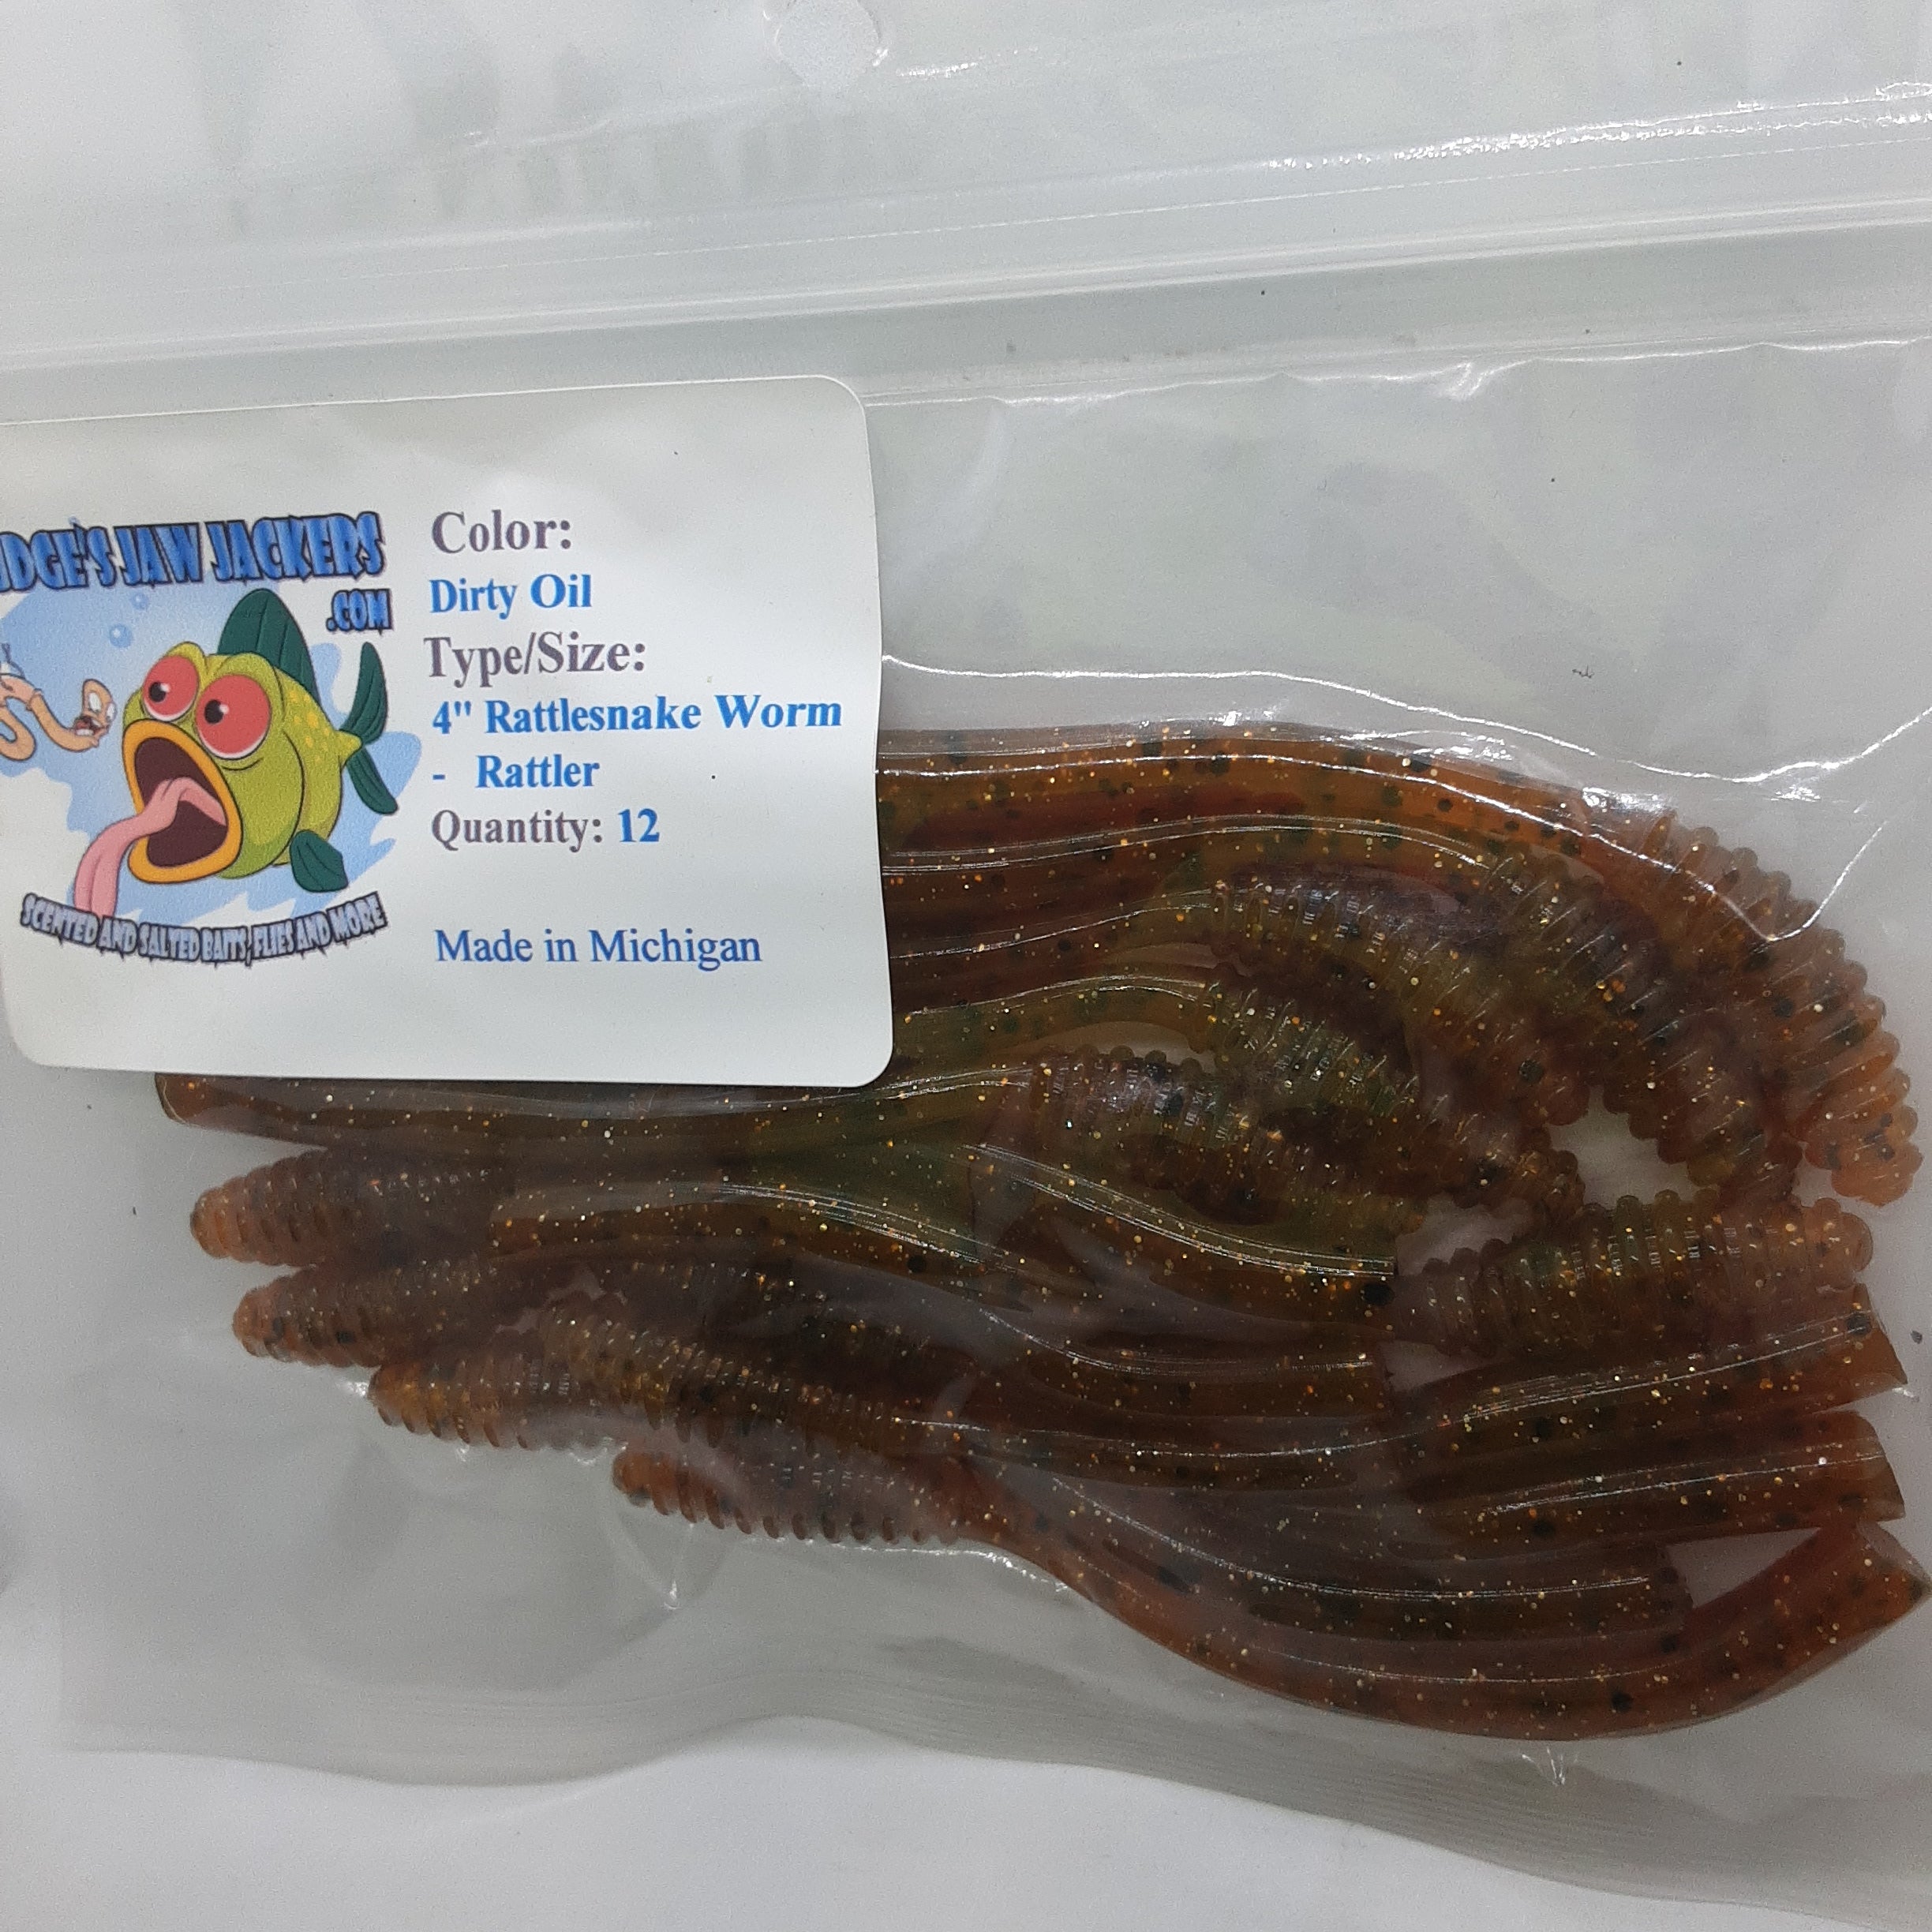 JAW JACKERS
.COM
SCENTED AND SALTED BAITS, FLIES AND MORE
Color:
Dirty Oil
Type/Size:
4" Rattlesnake Worm
- Rattler
Quantity: 12
Made in Michigan